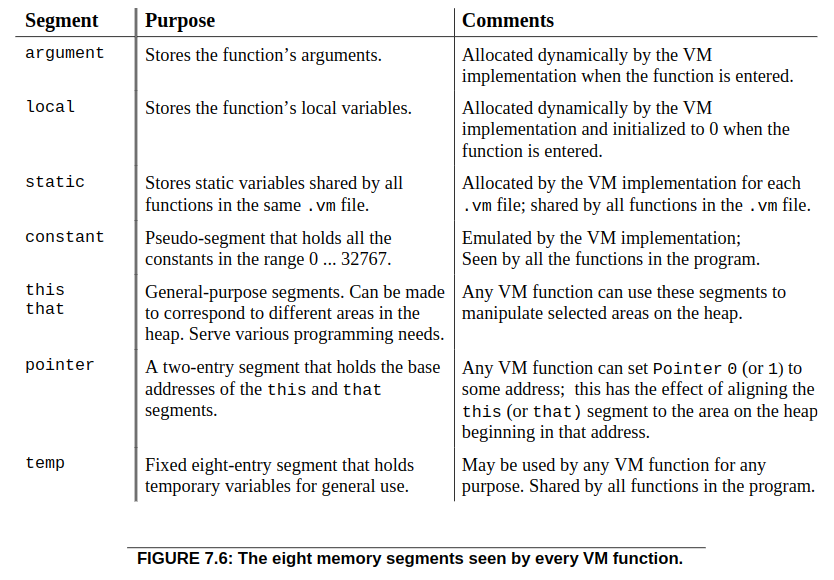 Segment Purpose Comments
argument Stores the function's arguments. Allocated dynamically by the VM
implementation when the function is entered.
local Stores the function's local variables. Allocated dynamically by the VM
implementation and initialized to 0 when the
function is entered.
static Stores static variables shared by all Allocated by the VM implementation for each
functions in the same .vm file. .vm file; shared by all functions in the .vm file.
constant Pseudo-segment that holds all the Emulated by the VM implementation;
constants in the range 0 ... 32767. Seen by all the functions in the program.
this General-purpose segments. Can be made Any VM function can use these segments to
that to correspond to different areas in the manipulate selected areas on the heap.
heap. Serve various programming needs.
pointer A two-entry segment that holds the base Any VM function can set Pointer 0 (or 1) to
addresses of the this and that some address; this has the effect of aligning the
segments. this (or that) segment to the area on the heap
beginning in that address.
temp Fixed eight-entry segment that holds May be used by any VM function for any
temporary variables for general use. purpose. Shared by all functions in the program.
FIGURE 7.6: The eight memory segments seen by every VM function.